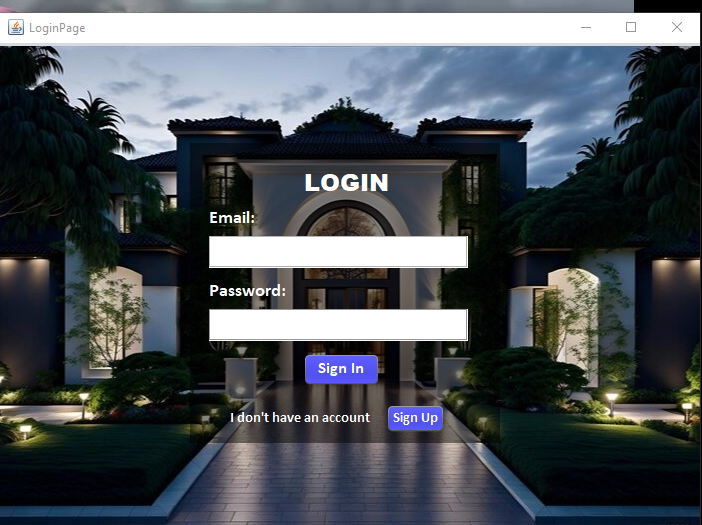 LoginPage
LOGIN
Email:
Password:
Sign In
I don't have an account Sign Up